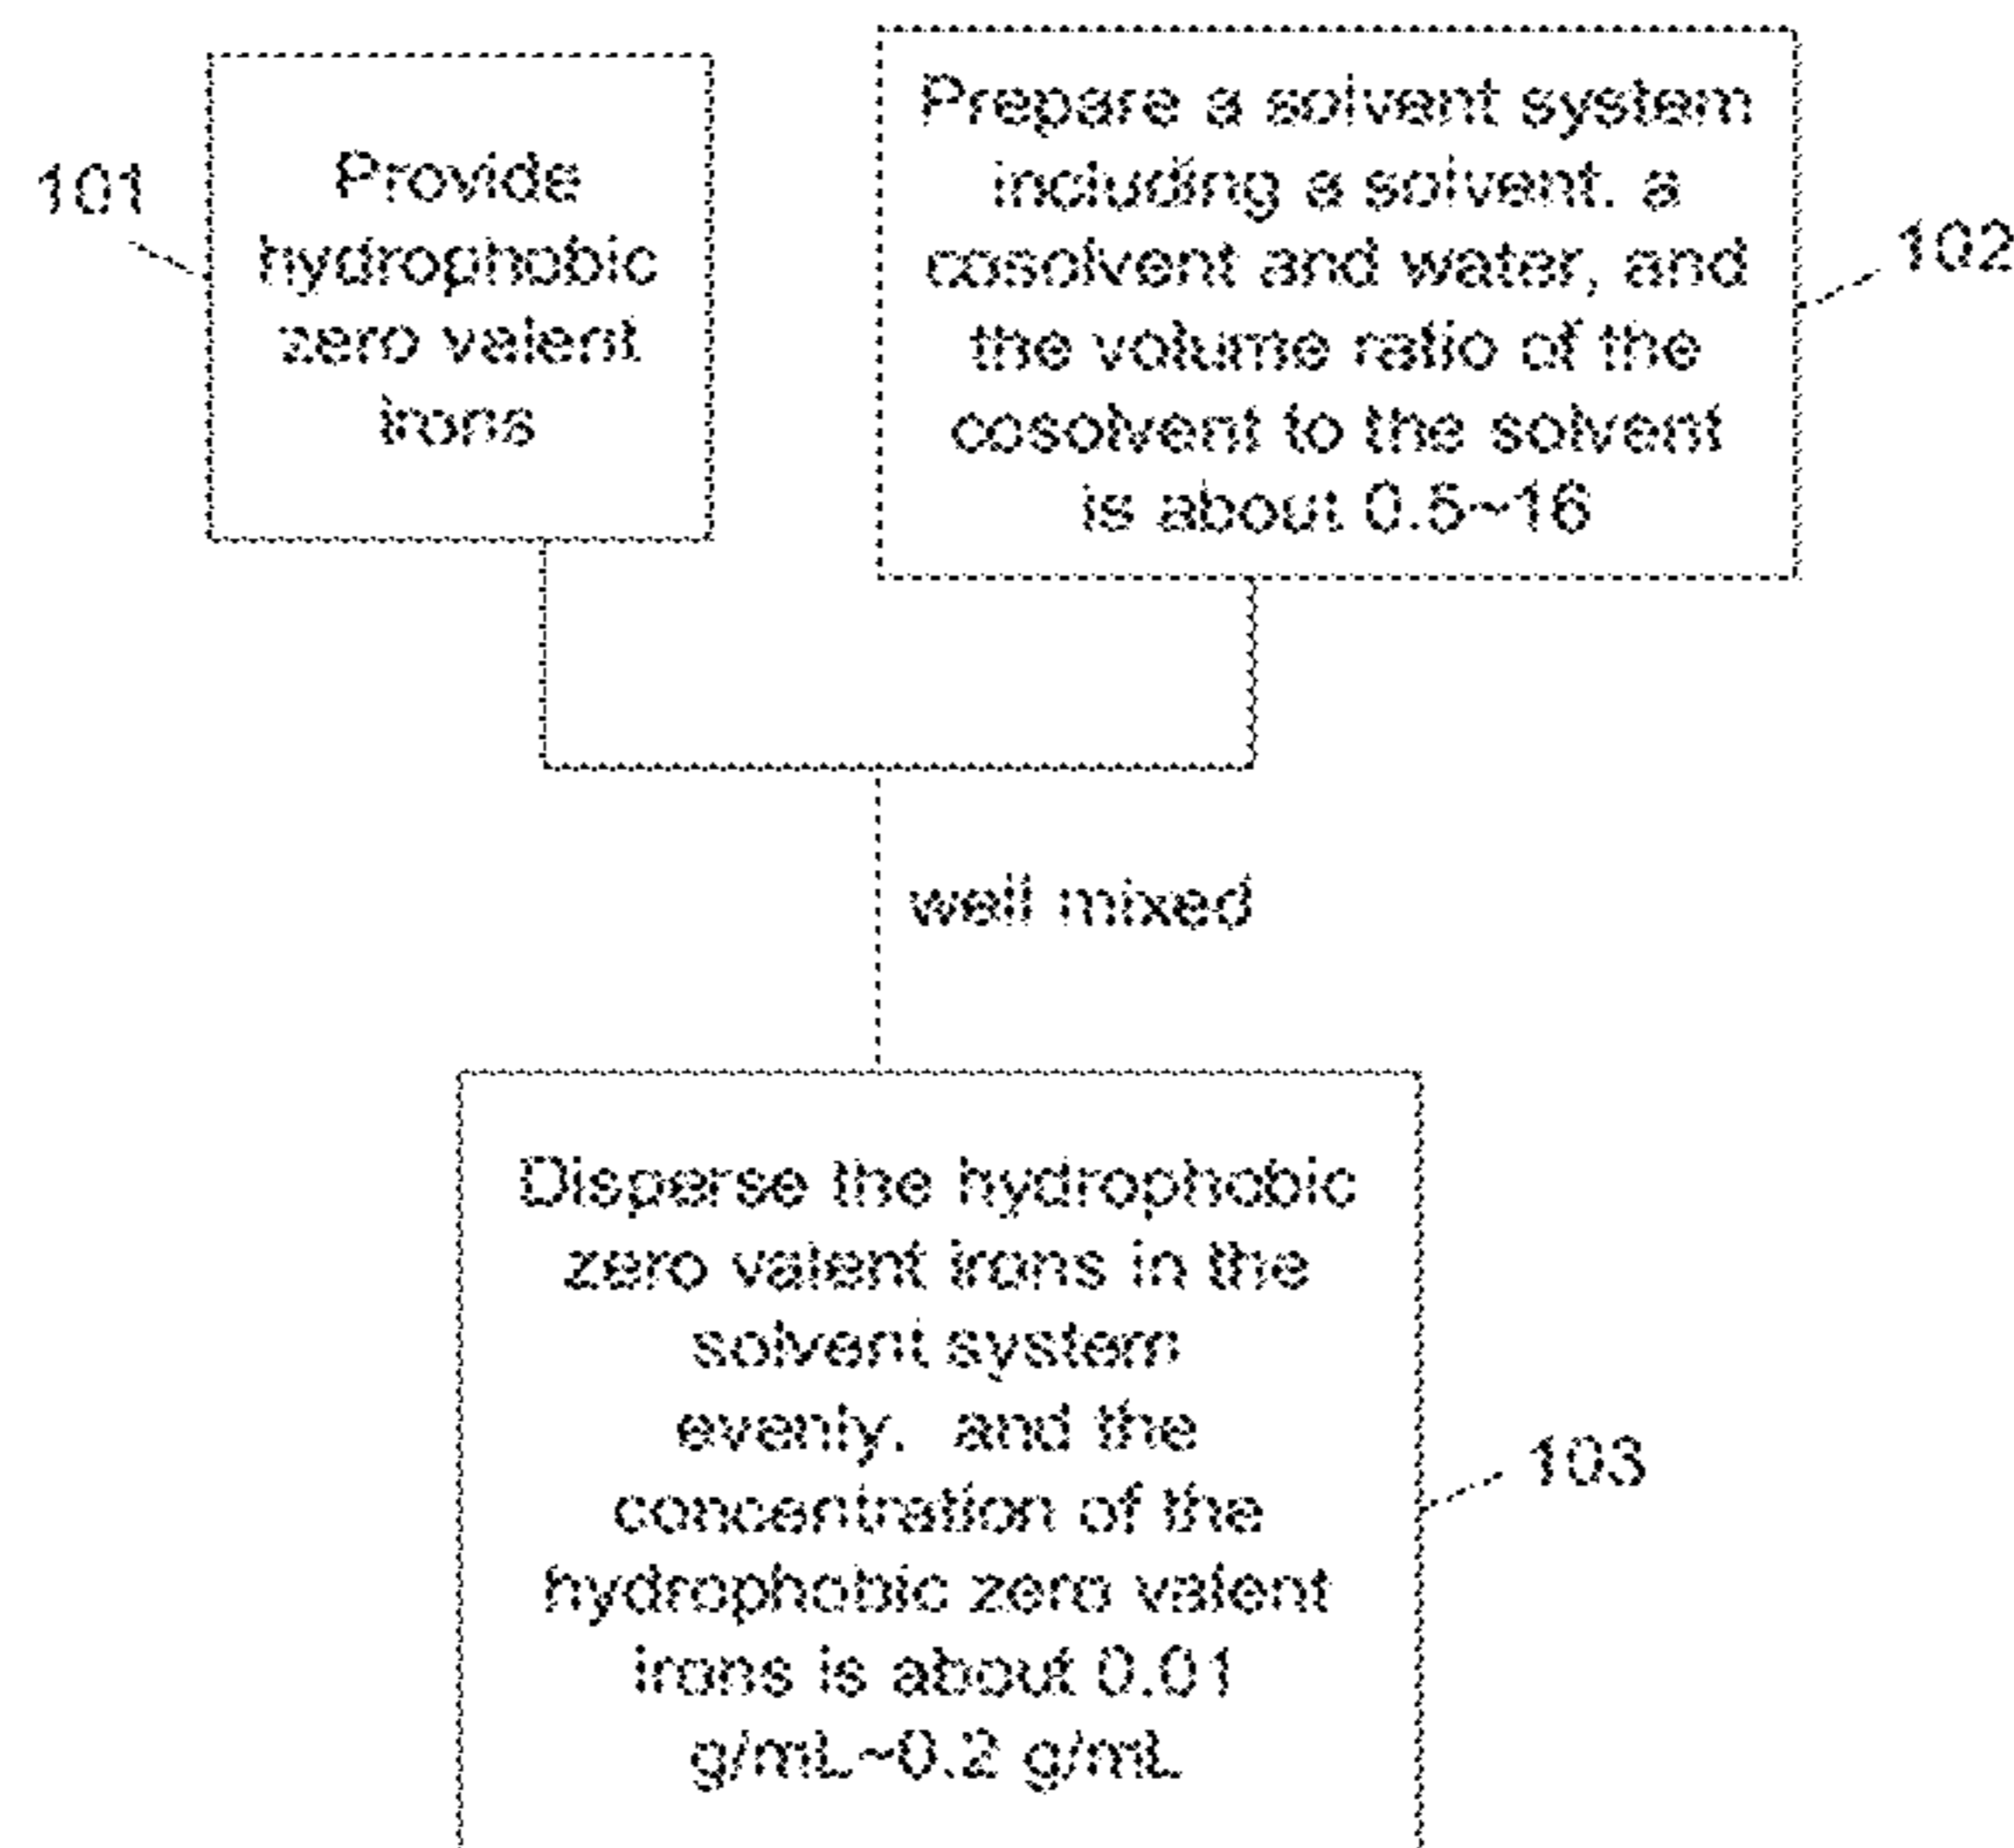 101
Provide
hydrophobic
zero valent
irons
Prepare a solvent system
including a solvent, a
cosolvent and water, and
the volume ratio of the
cosolvent to the solvent
is about 0.5~16
102
well mixed
Disperse the hydrophobic
zero valent irons in the
solvent system
evenly, and the
concentration of the
hydrophobic zero valent
irons is about 0.01
g/mL~0.2 g/mL
103